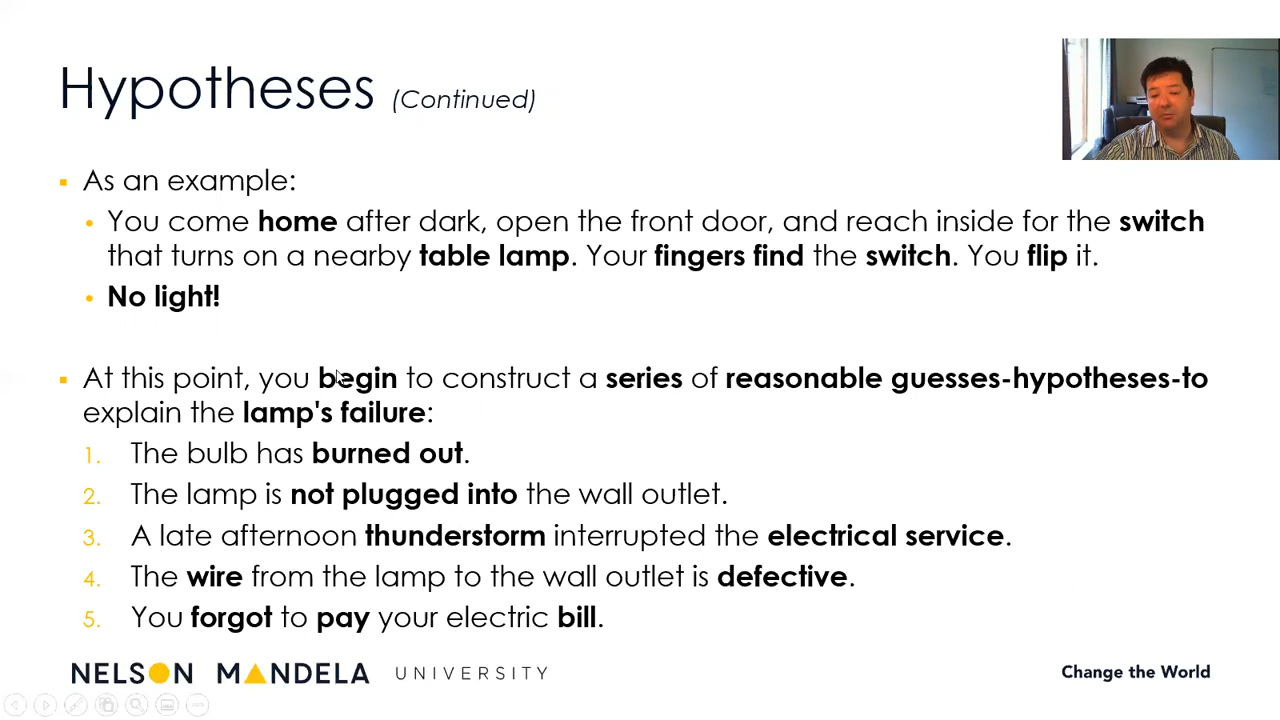 Hypotheses (Continued)
As an example:
You come home after dark, open the front door, and reach inside for the switch
that turns on a nearby table lamp. Your fingers find the switch. You flip it.
No light!
At this point, you begin to construct a series of reasonable guesses-hypotheses-to
explain the lamp's failure:
1. The bulb has burned out.
2. The lamp is not plugged into the wall outlet.
3. A late afternoon thunderstorm interrupted the electrical service.
4. The wire from the lamp to the wall outlet is defective.
5. You forgot to pay your electric bill.
NELSON MANDELA UNIVERSITY
Change the World